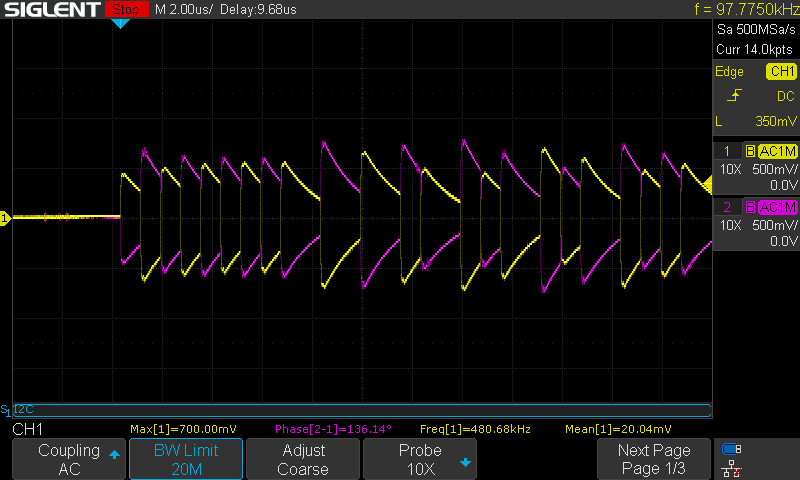 SIGLENT Stop M 2.00us/ Delay:9.68us f = 97.7750kHz
Sa 500MSa/s
Curr 14.0kpts
Edge CH1
DC
L 350mV
1 B AC1M
10X 500mV/
0.0V
2 B AC1M
10X 500mV/
0.0V
1
S1 I2C
CH1 Max[1]=700.00mV Phase[2-1]=136.14° Freq[1]=480.68kHz Mean[1]=20.04mV
Coupling BW Limit Adjust Probe Next Page
AC 20M Coarse 10X Page 1/3